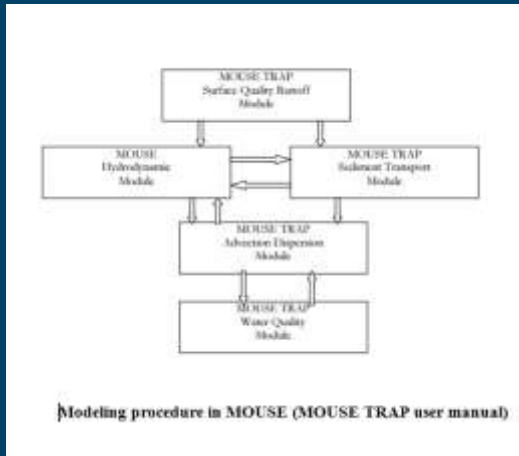 MOUSE TRAP
Surface Quality Runoff
Module
MOUSE
Hydrodynamic
Module
MOUSE TRAP
Sediment Transport
Module
MOUSE TRAP
Advection Dispersion
Module
MOUSE TRAP
Water Quality
Module
Modeling procedure in MOUSE (MOUSE TRAP user manual)